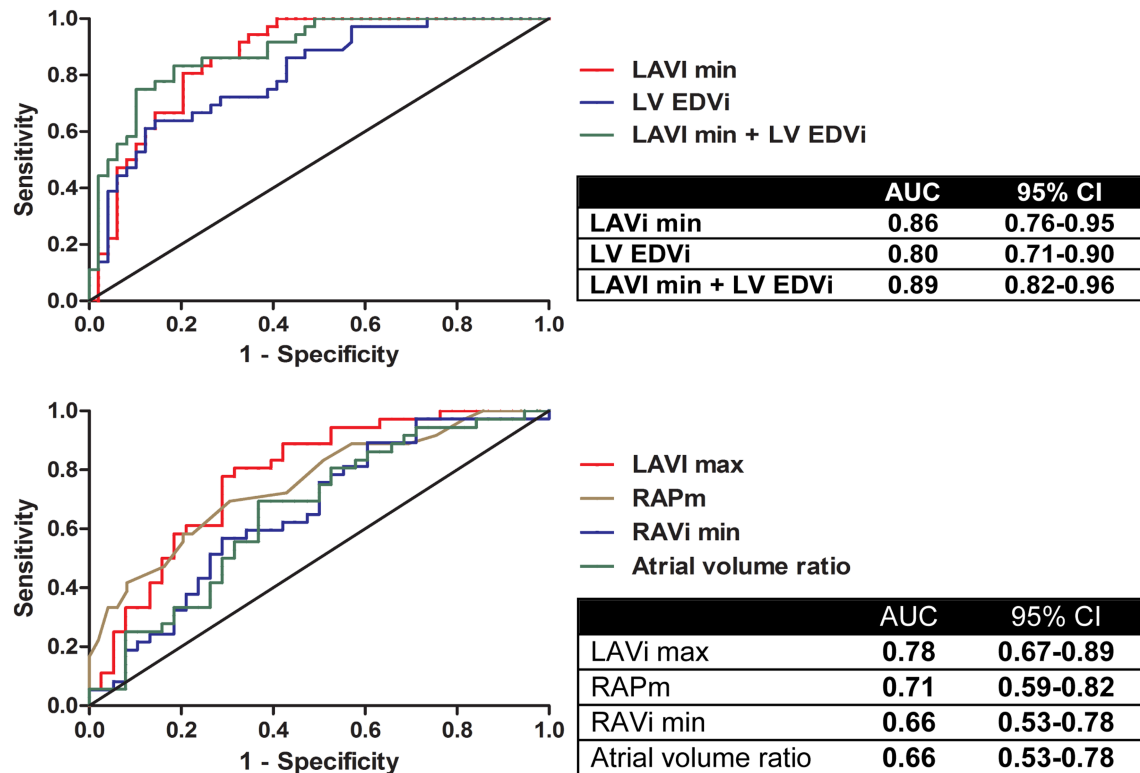 1.0
0.8
0.6
0.4
0.2
0.0
Sensitivity
0.0 0.2 0.4 0.6 0.8 1.0
1 - Specificity
LAVI min
LV EDVi
LAVI min + LV EDVi
AUC 95% CI
LAVi min 0.86 0.76-0.95
LV EDVi 0.80 0.71-0.90
LAVI min + LV EDVi 0.89 0.82-0.96
1.0
0.8
0.6
0.4
0.2
0.0
Sensitivity
0.0 0.2 0.4 0.6 0.8 1.0
1 - Specificity
LAVI max
RAPm
RAVi min
Atrial volume ratio
AUC 95% CI
LAVi max 0.78 0.67-0.89
RAPm 0.71 0.59-0.82
RAVi min 0.66 0.53-0.78
Atrial volume ratio 0.66 0.53-0.78